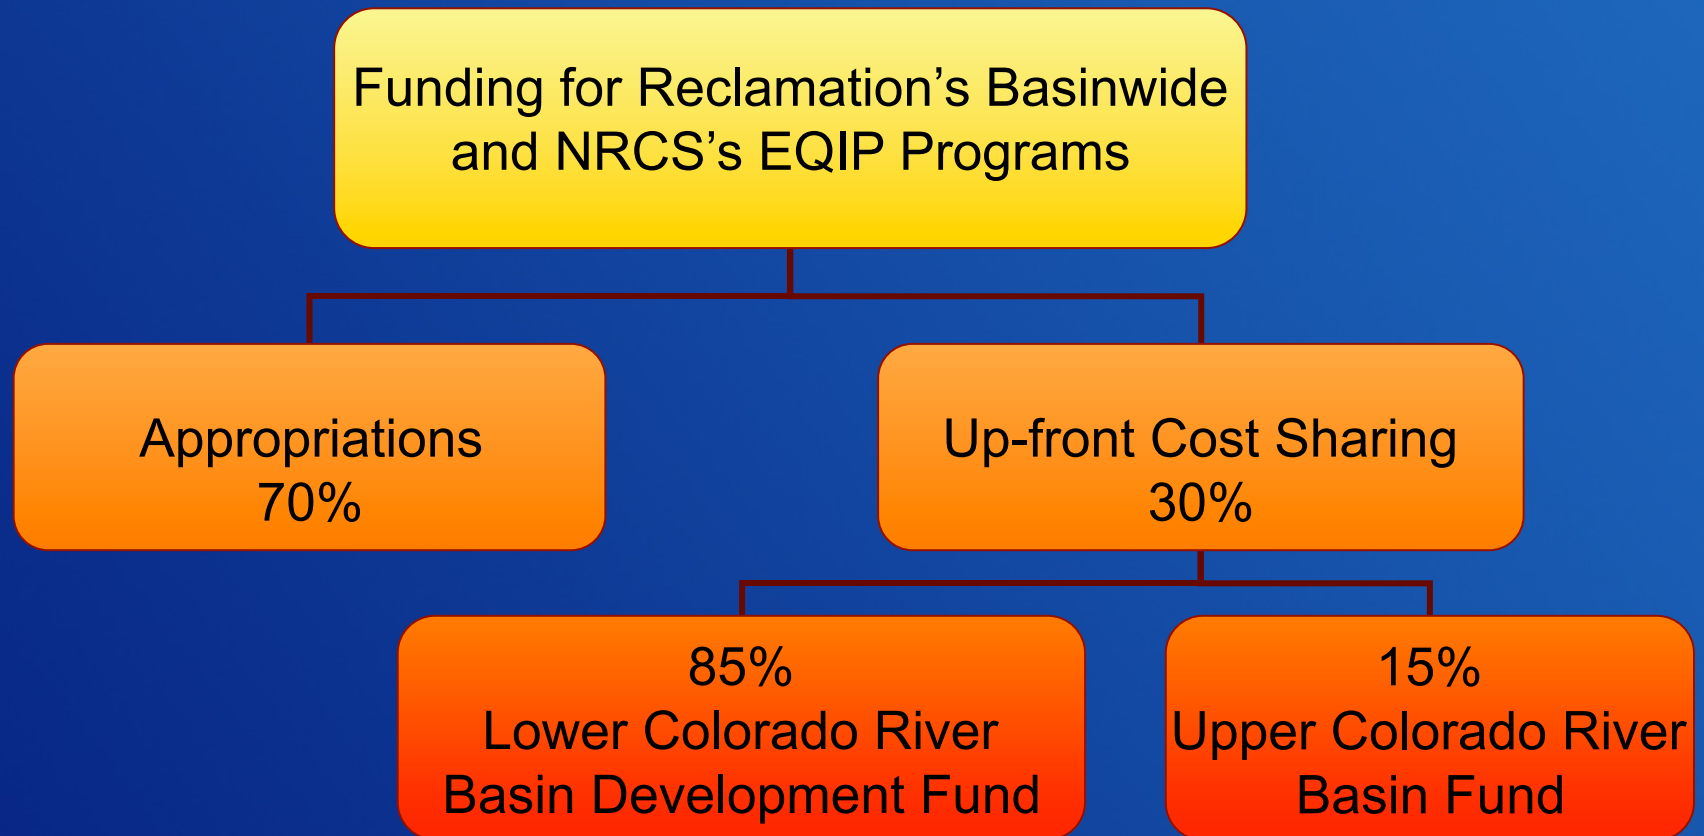 Funding for Reclamation’s Basinwide
and NRCS’s EQIP Programs
Appropriations
70%
Up-front Cost Sharing
30%
85%
Lower Colorado River
Basin Development Fund
15%
Upper Colorado River
Basin Fund